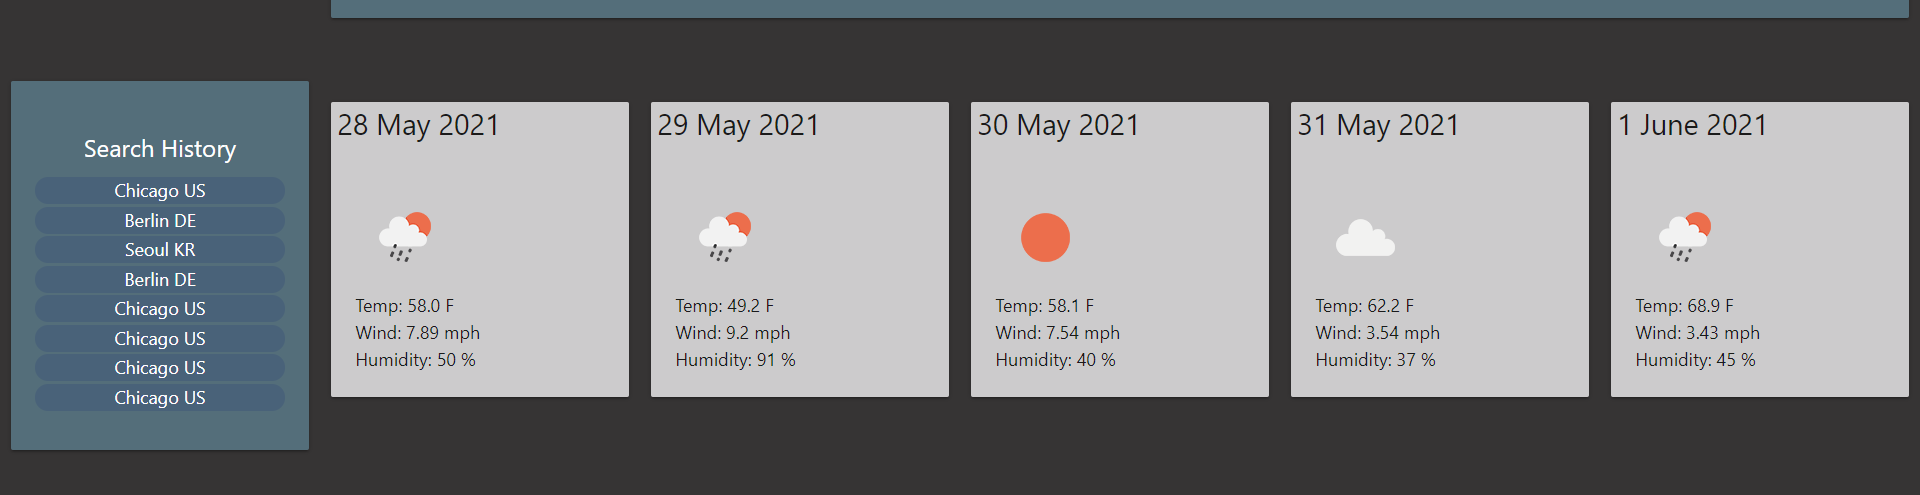 Search History
Chicago US
Berlin DE
Seoul KR
Berlin DE
Chicago US
Chicago US
Chicago US
Chicago US
28 May 2021
Temp: 58.0 F
Wind: 7.89 mph
Humidity: 50 %
29 May 2021
Temp: 49.2 F
Wind: 9.2 mph
Humidity: 91 %
30 May 2021
Temp: 58.1 F
Wind: 7.54 mph
Humidity: 40 %
31 May 2021
Temp: 62.2 F
Wind: 3.54 mph
Humidity: 37 %
1 June 2021
Temp: 68.9 F
Wind: 3.43 mph
Humidity: 45 %